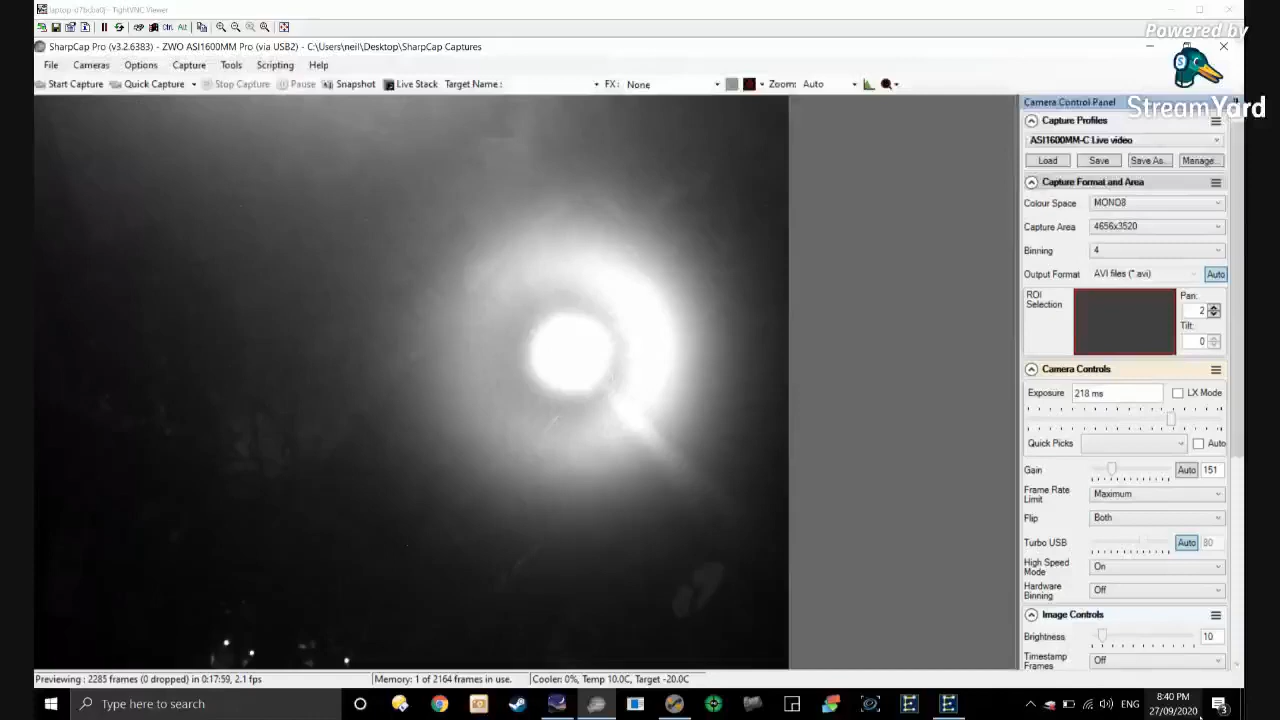 laptop-d7bcba0j - TightVNC Viewer
Powered by
StreamYard
SharpCap Pro (v3.2.6383) - ZWO ASI1600MM Pro (via USB2) - C:\Users\neil\Desktop\SharpCap Captures
File Cameras Options Capture Tools Scripting Help
Start Capture Quick Capture Stop Capture Pause Snapshot Live Stack Target Name: FX: None Zoom: Auto
Camera Control Panel
Capture Profiles
ASI1600MM-C Live video
Load Save Save As... Manage...
Capture Format and Area
Colour Space MONO8
Capture Area 4656x3520
Binning 4
Output Format AVI files (*.avi) Auto
ROI Selection Pan: 2
Tilt: 0
Camera Controls
Exposure 218 ms LX Mode
Quick Picks Auto
Gain Auto 151
Frame Rate Limit Maximum
Flip Both
Turbo USB Auto 80
High Speed Mode On
Hardware Binning Off
Image Controls
Brightness 10
Timestamp Frames Off
Previewing : 2285 frames (0 dropped) in 0:17:59, 2.1 fps Memory: 1 of 2164 frames in use. Cooler: 0%, Temp 10.0C, Target -20.0C
Type here to search
ENG
8:40 PM
27/09/2020
3